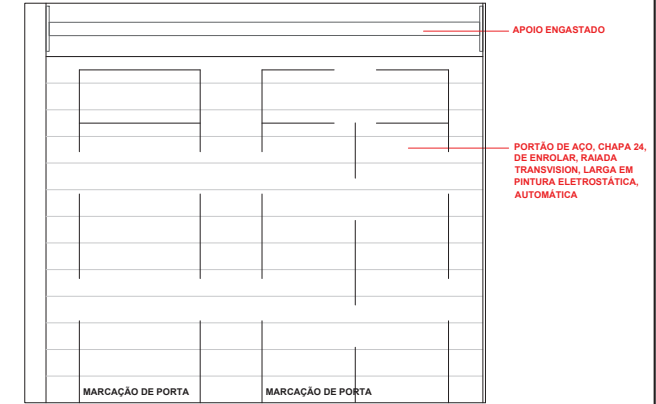 APOIO ENGASTADO
PORTÃO DE AÇO, CHAPA 24,
DE ENROLAR, RAIADA
TRANSVISION, LARGA EM
PINTURA ELETROSTÁTICA,
AUTOMÁTICA
MARCAÇÃO DE PORTA
MARCAÇÃO DE PORTA